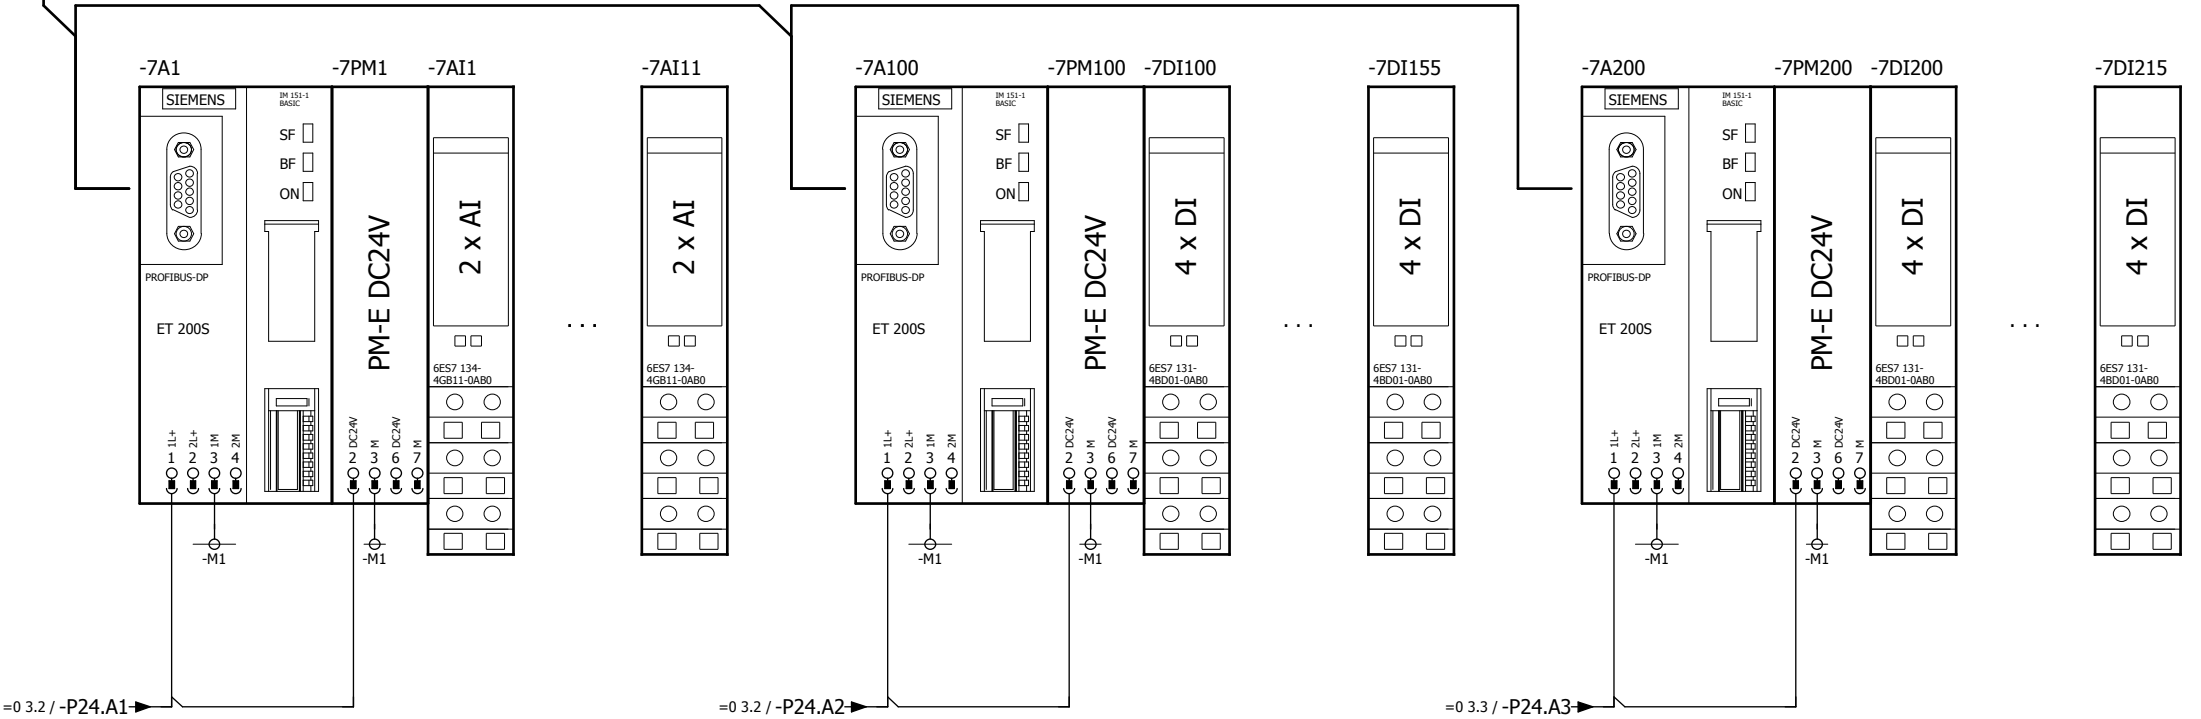 -7A1
-7PM1
-7AI1
-7AI11
SIEMENS
IM 151-1
BASIC
SF
BF
ON
PROFIBUS-DP
ET 200S
PM-E DC24V
2 x AI
6ES7 134-
4GB11-0AB0
. . .
2 x AI
6ES7 134-
4GB11-0AB0
1L+ 2L+ 1M 2M
1 2 3 4
DC24V M DC24V M
2 3 6 7
-M1
-M1
=0 3.2 / -P24.A1
-7A100
-7PM100
-7DI100
-7DI155
SIEMENS
IM 151-1
BASIC
SF
BF
ON
PROFIBUS-DP
ET 200S
PM-E DC24V
4 x DI
6ES7 131-
4BD01-0AB0
. . .
4 x DI
6ES7 131-
4BD01-0AB0
1L+ 2L+ 1M 2M
1 2 3 4
DC24V M DC24V M
2 3 6 7
-M1
-M1
=0 3.2 / -P24.A2
-7A200
-7PM200
-7DI200
-7DI215
SIEMENS
IM 151-1
BASIC
SF
BF
ON
PROFIBUS-DP
ET 200S
PM-E DC24V
4 x DI
6ES7 131-
4BD01-0AB0
. . .
4 x DI
6ES7 131-
4BD01-0AB0
1L+ 2L+ 1M 2M
1 2 3 4
DC24V M DC24V M
2 3 6 7
-M1
-M1
=0 3.3 / -P24.A3